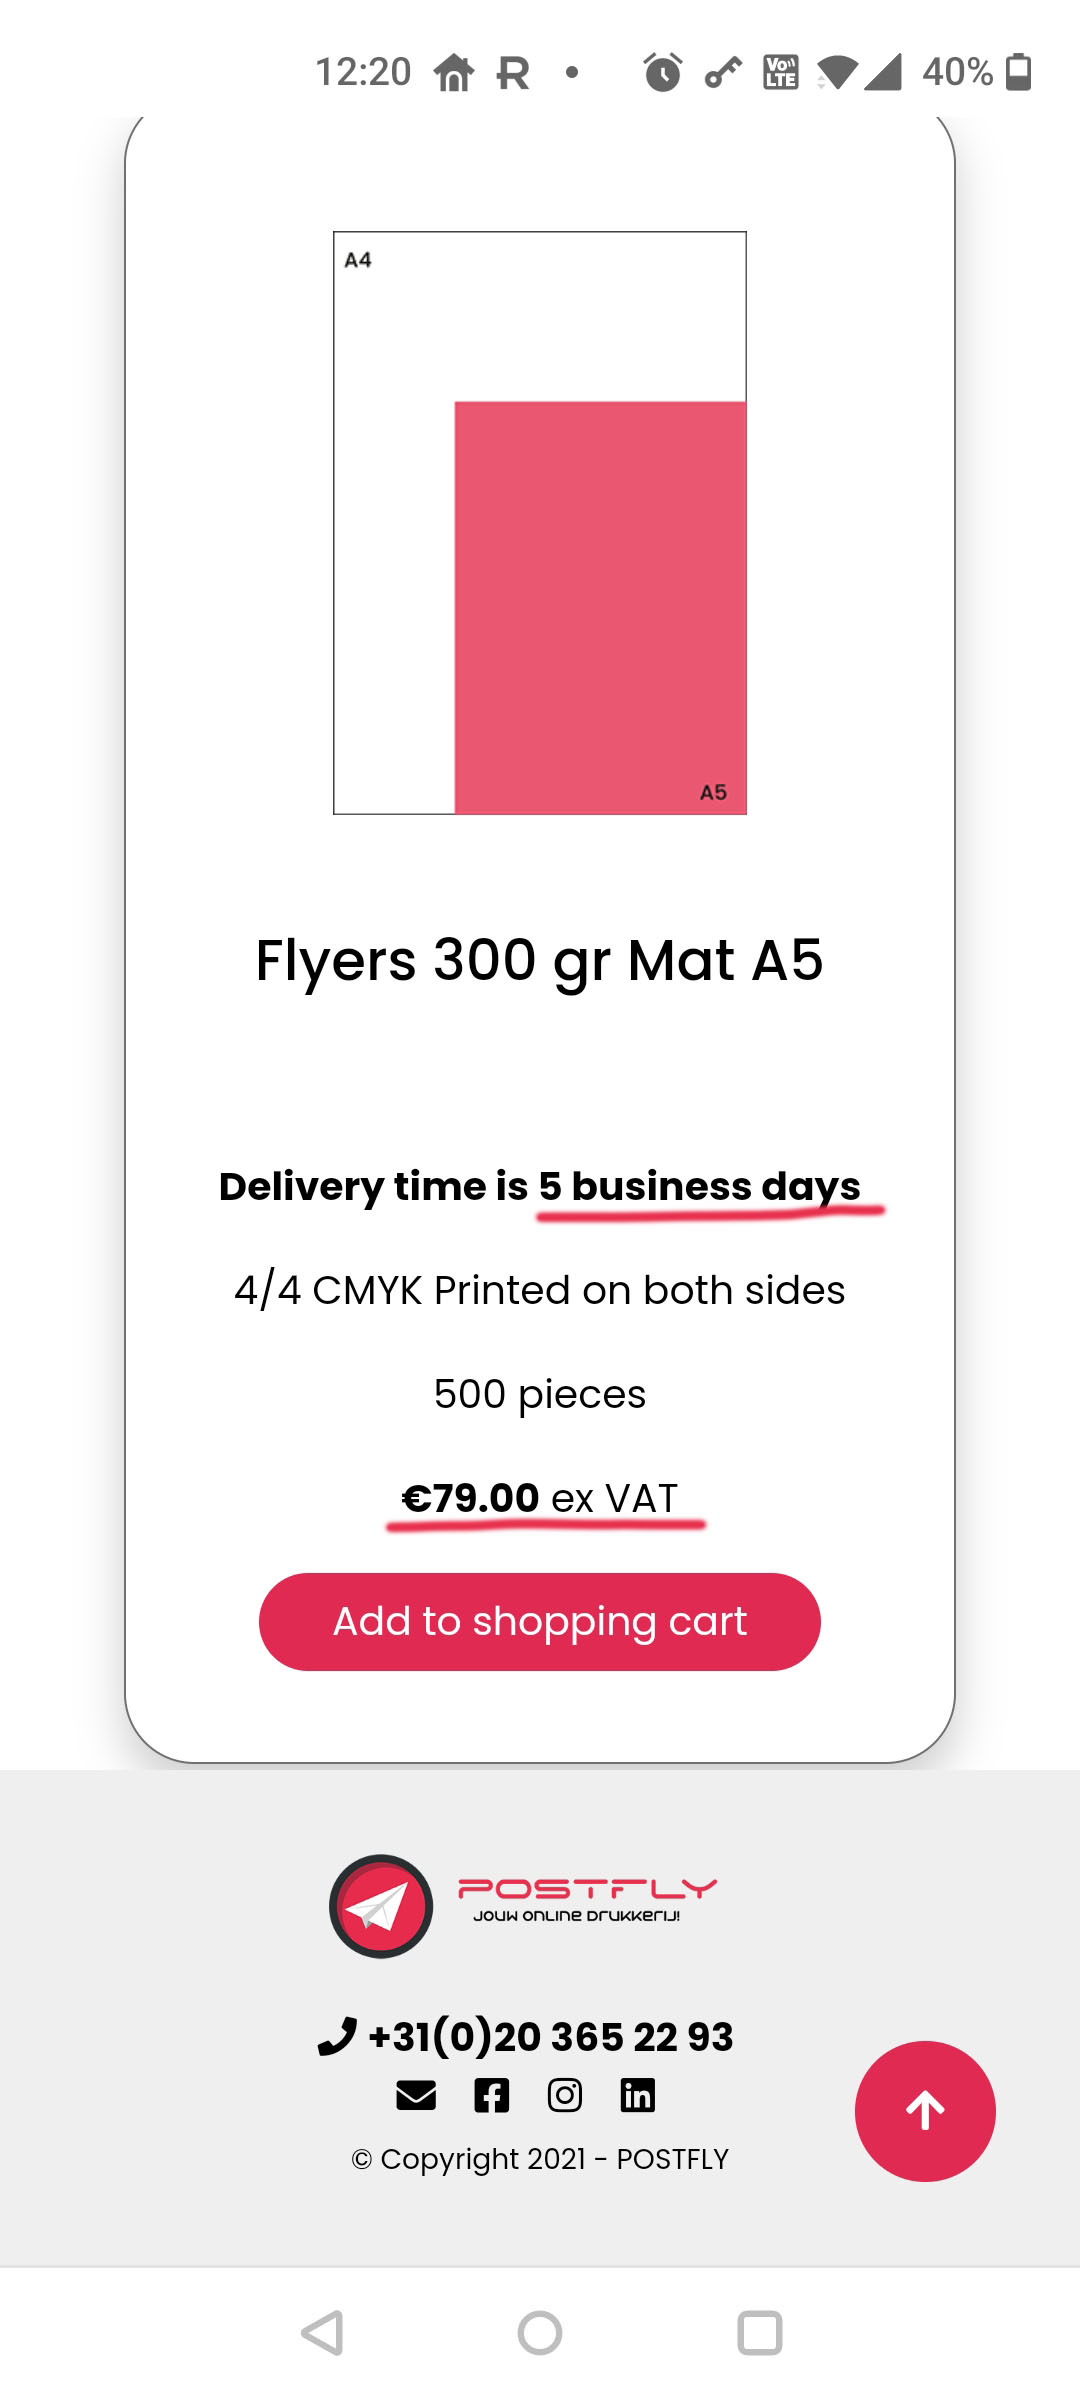 12:20 R Vo)) LTE 40%
A4
A5
Flyers 300 gr Mat A5
Delivery time is 5 business days
4/4 CMYK Printed on both sides
500 pieces
€79.00 ex VAT
Add to shopping cart
POSTFLY
JOUW ONLINE DRUKKERIJ!
+31(0)20 365 22 93
© Copyright 2021 - POSTFLY